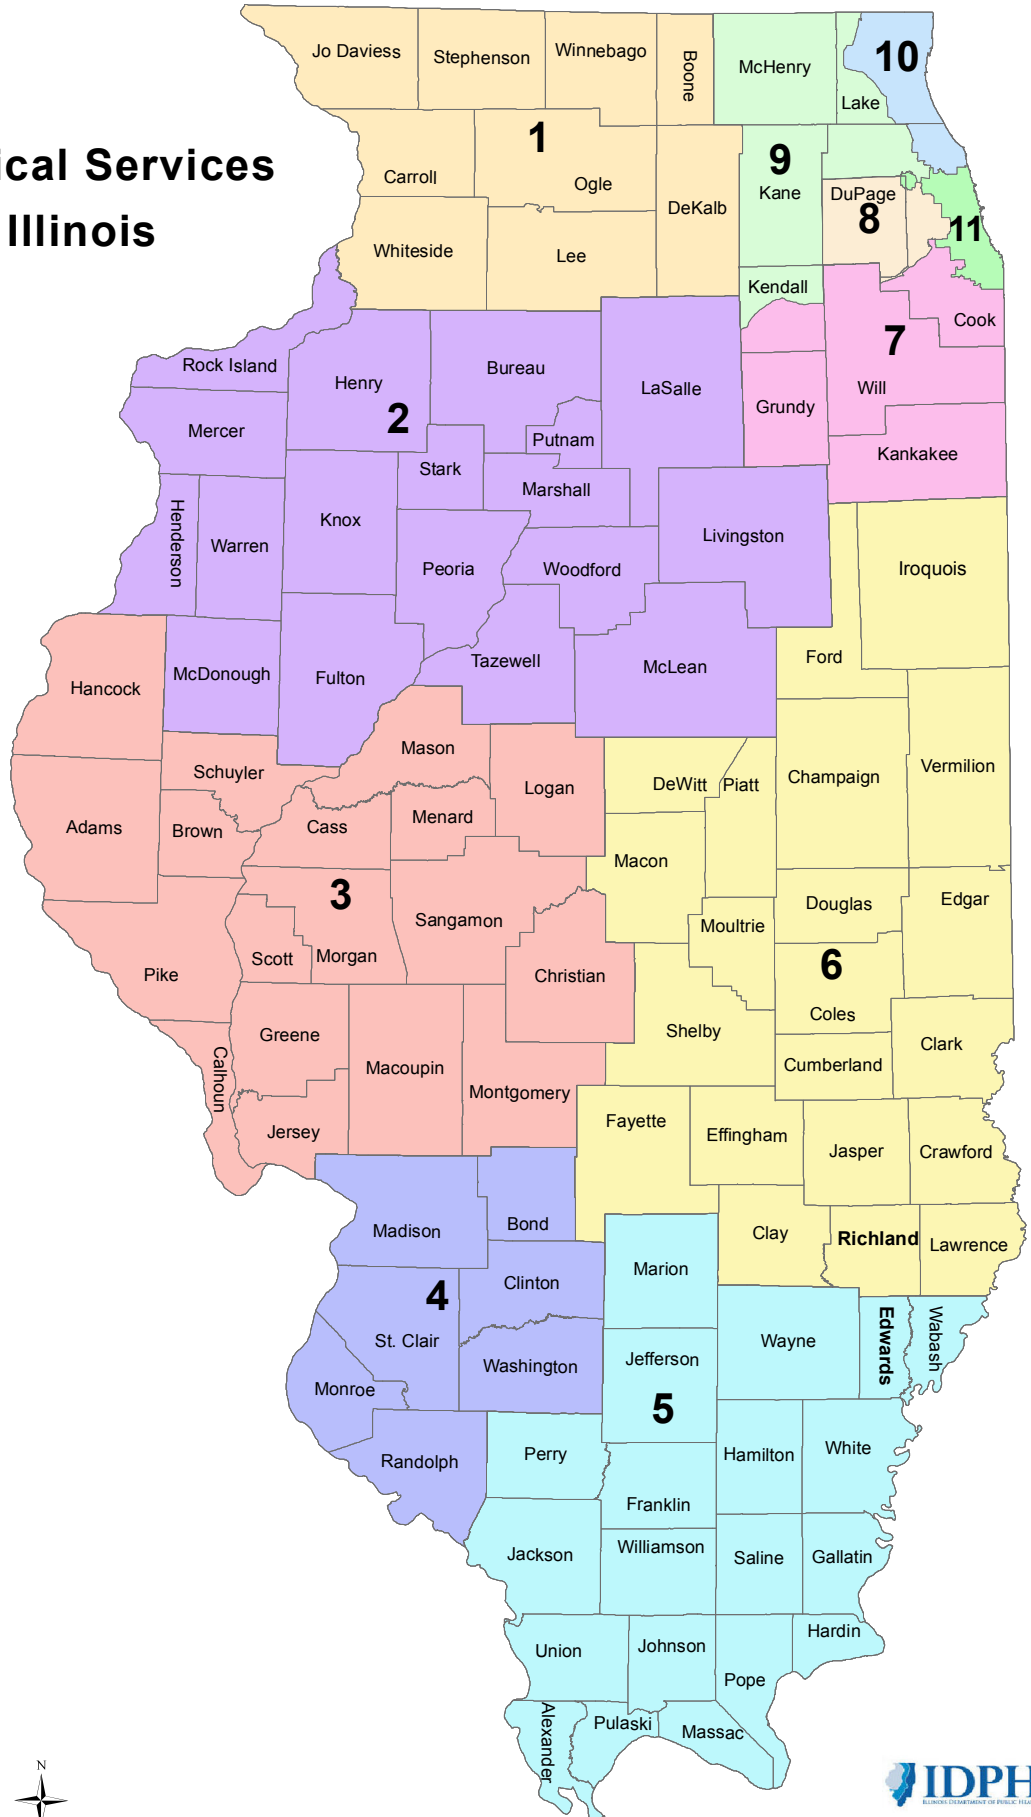 ical Services
Illinois
Jo Daviess
Stephenson
Winnebago
Boone
McHenry
10
Lake
1
Carroll
Ogle
DeKalb
9
Kane
DuPage
8
11
Whiteside
Lee
Kendall
Cook
7
Rock Island
Henry
Bureau
LaSalle
Will
Grundy
2
Mercer
Putnam
Kankakee
Stark
Marshall
Henderson
Warren
Knox
Livingston
Peoria
Woodford
Iroquois
Hancock
McDonough
Fulton
Tazewell
McLean
Ford
Mason
Schuyler
Logan
DeWitt
Piatt
Champaign
Vermilion
Adams
Brown
Cass
Menard
Macon
3
Sangamon
Douglas
Edgar
Moultrie
Scott
Morgan
Christian
6
Pike
Coles
Greene
Shelby
Clark
Calhoun
Macoupin
Cumberland
Montgomery
Jersey
Fayette
Effingham
Jasper
Crawford
Madison
Bond
Clay
Richland
Lawrence
Marion
4
Clinton
St. Clair
Wayne
Edwards
Wabash
Washington
Jefferson
Monroe
5
Randolph
Perry
Hamilton
White
Franklin
Jackson
Williamson
Saline
Gallatin
Union
Johnson
Hardin
Pope
Alexander
Pulaski
Massac
N
IDPH
ILLINOIS DEPARTMENT OF PUBLIC HEA